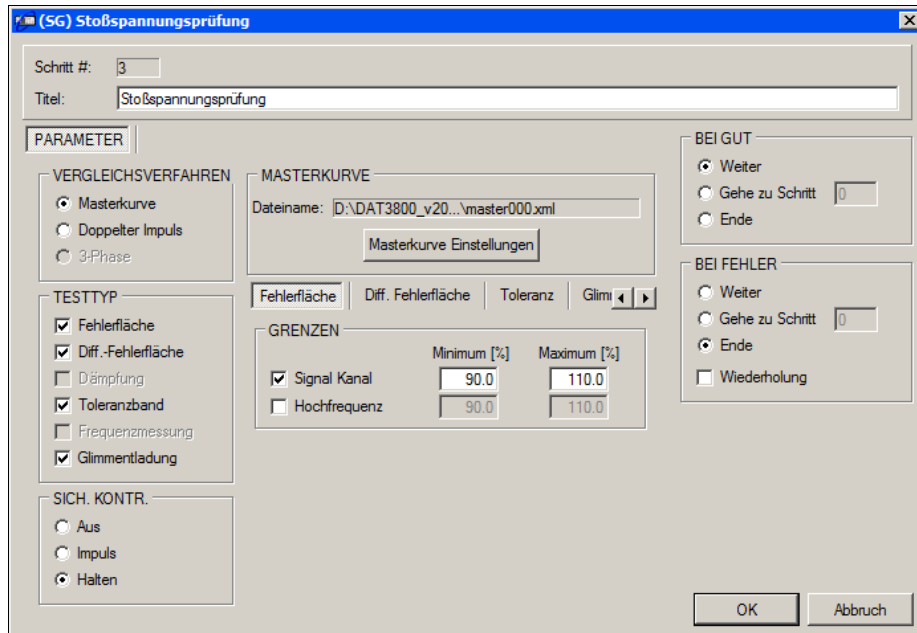 (SG) Stoßspannungsprüfung
Schritt #: 3
Titel: Stoßspannungsprüfung
PARAMETER
VERGLEICHSVERFAHREN
Masterkurve
Doppelter Impuls
3-Phase
TESTTYP
Fehlerfläche
Diff.-Fehlerfläche
Dämpfung
Toleranzband
Frequenzmessung
Glimmentladung
SICH. KONTR.
Aus
Impuls
Halten
MASTERKURVE
Dateiname: D:\DAT3800_v20...\master000.xml
Masterkurve Einstellungen
Fehlerfläche Diff. Fehlerfläche Toleranz
GRENZEN
Minimum [%] Maximum [%]
Signal Kanal 90.0 110.0
Hochfrequenz 90.0 110.0
BEI GUT
Weiter
Gehe zu Schritt 0
Ende
BEI FEHLER
Weiter
Gehe zu Schritt 0
Ende
Wiederholung
OK Abbruch